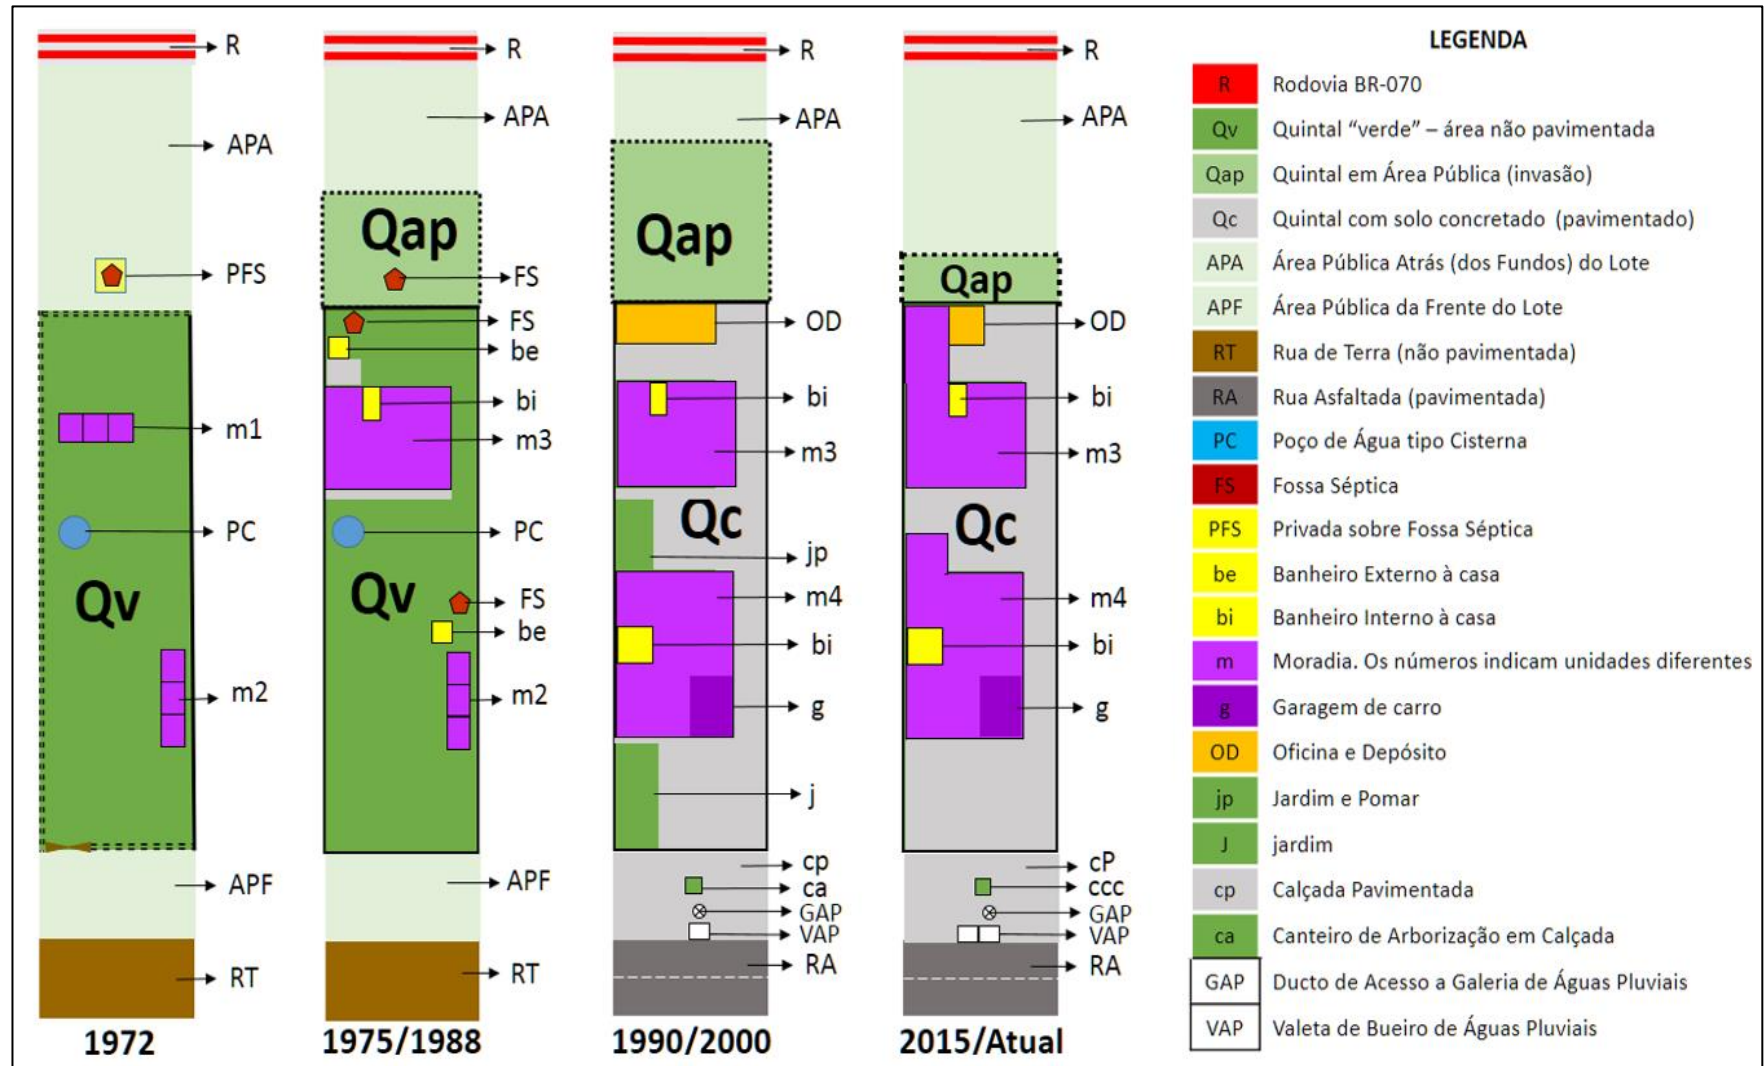 R
APA
PFS
m1
PC
Qv
m2
APF
RT
1972
R
APA
Qap
FS
FS
be
bi
m3
PC
Qv
FS
be
m2
APF
RT
1975/1988
R
APA
Qap
OD
bi
m3
Qc
jp
m4
bi
g
j
cp
ca
GAP
VAP
RA
1990/2000
R
APA
Qap
OD
bi
m3
Qc
m4
bi
g
cP
ccc
GAP
VAP
RA
2015/Atual
LEGENDA
R Rodovia BR-070
Qv Quintal “verde” – área não pavimentada
Qap Quintal em Área Pública (invasão)
Qc Quintal com solo concretado (pavimentado)
APA Área Pública Atrás (dos Fundos) do Lote
APF Área Pública da Frente do Lote
RT Rua de Terra (não pavimentada)
RA Rua Asfaltada (pavimentada)
PC Poço de Água tipo Cisterna
FS Fossa Séptica
PFS Privada sobre Fossa Séptica
be Banheiro Externo à casa
bi Banheiro Interno à casa
m Moradia. Os números indicam unidades diferentes
g Garagem de carro
OD Oficina e Depósito
jp Jardim e Pomar
J jardim
cp Calçada Pavimentada
ca Canteiro de Arborização em Calçada
GAP Ducto de Acesso a Galeria de Águas Pluviais
VAP Valeta de Bueiro de Águas Pluviais